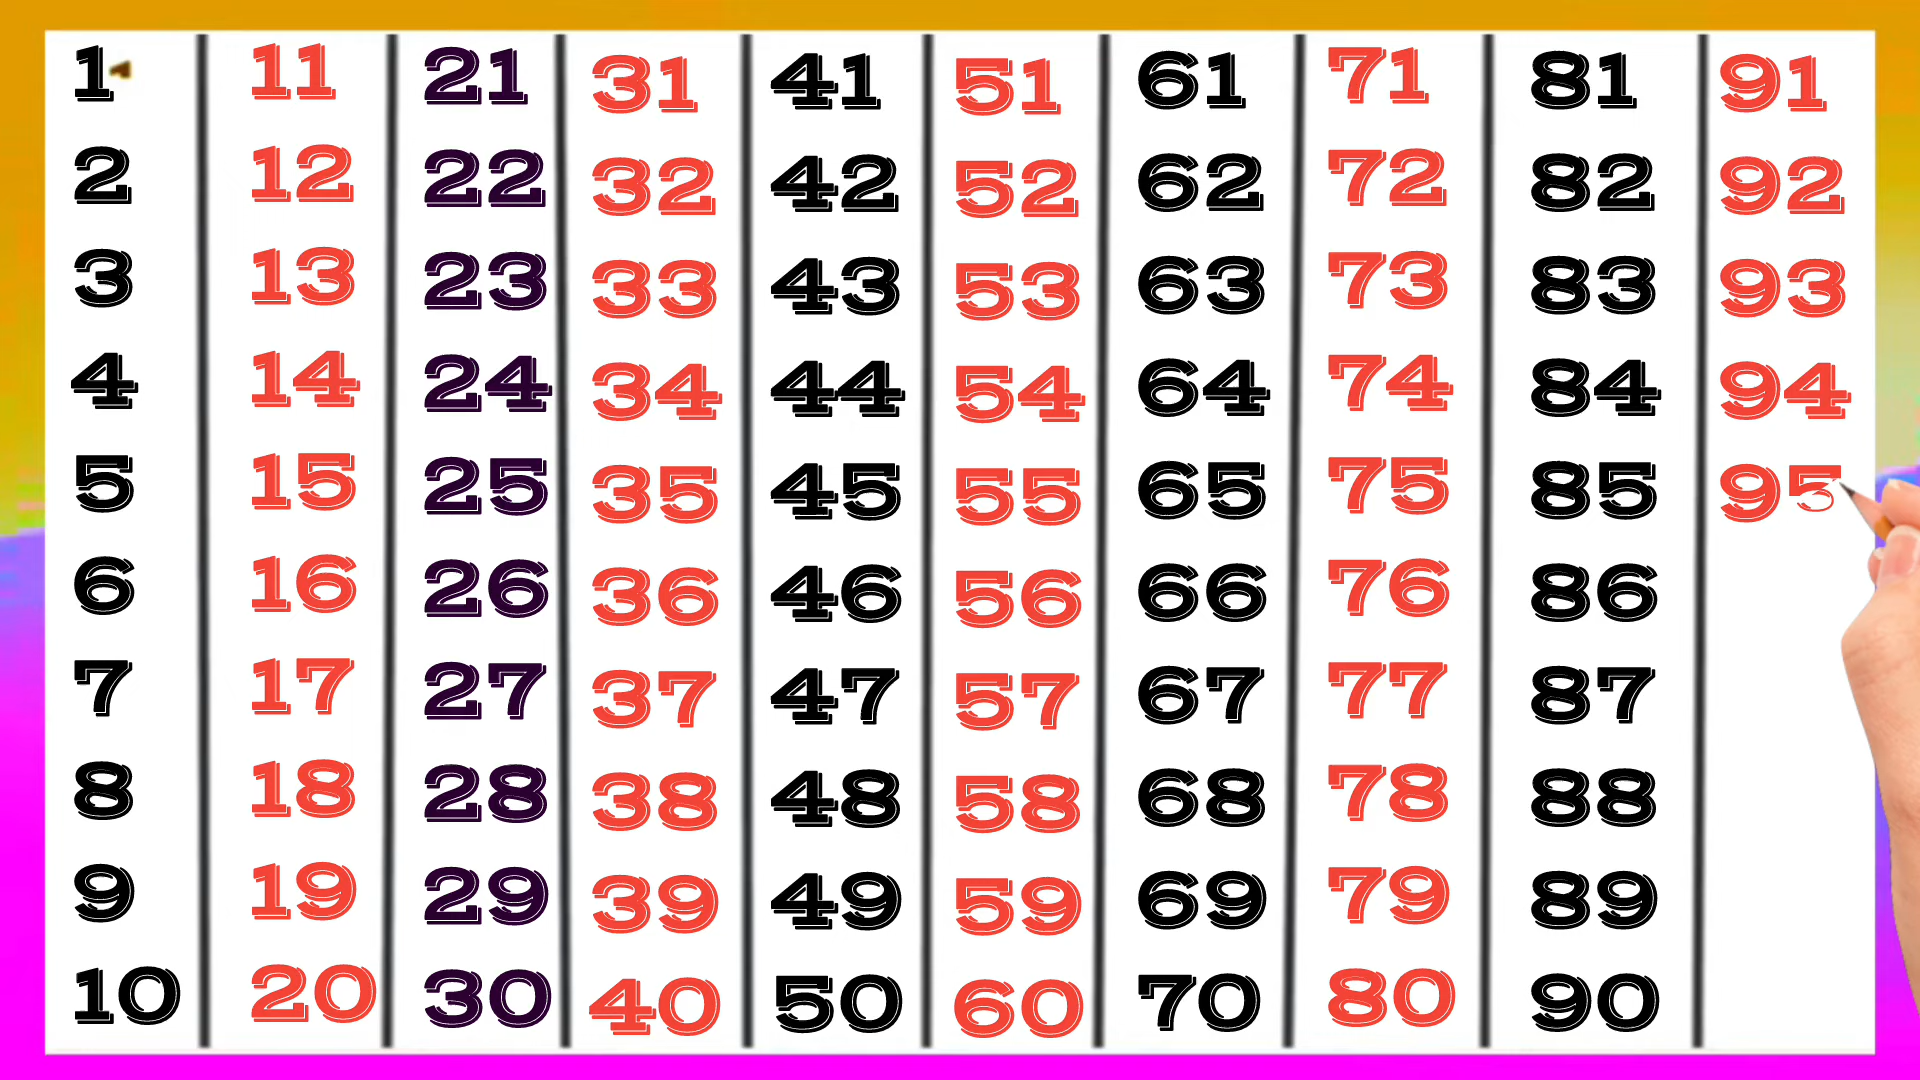 1 11 21 31 41 51 61 71 81 91
2 12 22 32 42 52 62 72 82 92
3 13 23 33 43 53 63 73 83 93
4 14 24 34 44 54 64 74 84 94
5 15 25 35 45 55 65 75 85 95
6 16 26 36 46 56 66 76 86
7 17 27 37 47 57 67 77 87
8 18 28 38 48 58 68 78 88
9 19 29 39 49 59 69 79 89
10 20 30 40 50 60 70 80 90